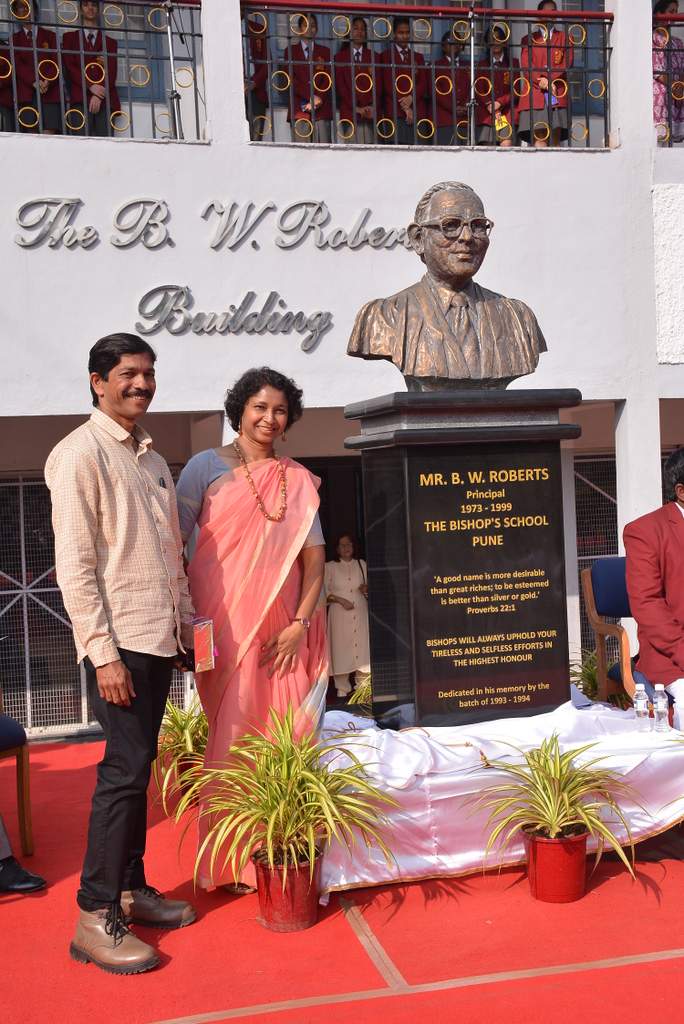 The B. W. Rober
Building
MR. B. W. ROBERTS
Principal
1973 - 1999
THE BISHOP'S SCHOOL
PUNE
'A good name is more desirable
than great riches; to be esteemed
is better than silver or gold.'
Proverbs 22:1
BISHOPS WILL ALWAYS UPHOLD YOUR
TIRELESS AND SELFLESS EFFORTS IN
THE HIGHEST HONOUR
Dedicated in his memory by the
batch of 1993 - 1994